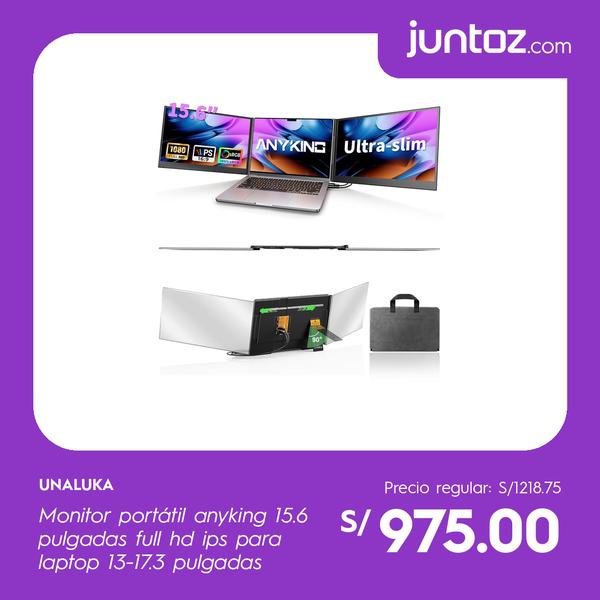 juntoz.com
15.6"
ANYKING
Ultra-slim
1080
IPS
16:9
90°
UNALUKA
Monitor portátil anyking 15.6
pulgadas full hd ips para
laptop 13-17.3 pulgadas
Precio regular: S/1218.75
S/ 975.00